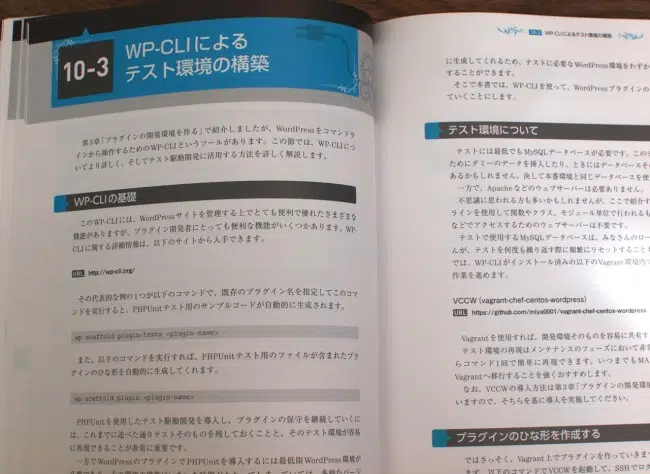 10-3
WP-CLIによる
テスト環境の構築
第3章「プラグインの開発環境を作る」で紹介しましたが、WordPressをコマンドラ
インから操作するためのWP-CLIというツールがあります。この節では、WP-CLIにつ
いてより詳しく、そしてテスト駆動開発に活用する方法を詳しく解説します。
WP-CLIの基礎
このWP-CLIには、WordPressサイトを管理する上でとても便利で優れたさまざまな
機能がありますが、プラグイン開発者にとっても便利な機能がいくつかあります。WP-
CLIに関する詳細情報は、以下のサイトから入手できます。
URL http://wp-cli.org/
その代表的な例の1つが以下のコマンドで、既存のプラグイン名を指定してこのコマ
ンドを実行すると、PHPUnitテスト用のサンプルコードが自動的に生成されます。
wp scaffold plugin-tests <plugin-name>
また、以下のコマンドを実行すれば、PHPUnitテスト用のファイルが含まれたプラ
グインのひな形を自動的に生成してくれます。
wp scaffold plugin <plugin-name>
PHPUnitを使用したテスト駆動開発を導入し、プラグインの保守を継続していくに
は、これまでに述べた通りテストそのものを残しておくことと、そのテスト環境が容易
に再現できることが非常に重要です。
一方でWordPressのプラグインでPHPUnitを導入するには最低限WordPress環境が
10-3 WP-CLIによるテスト環境の構築
に生成してくれるため、テストに必要なWordPress環境をわずか
することができます。
そこで本書では、WP-CLIを使って、WordPressプラグインの
ていくことにします。
テスト環境について
テストには最低でもMySQLデータベースが必要です。このデ
ためにダミーのデータを挿入したり、ときにはデータベースそ
あるかもしれません。決して本番環境と同じデータベースを使
一方で、Apacheなどのウェブサーバーは必要ありません。
不思議に思われる方も多いかもしれませんが、ここで紹介す
ラインを使用して関数やクラス、モジュール単位で行われるも
などでアクセスするためのウェブサーバーは不要です。
テストで使用するMySQLデータベースは、みなさんのロー
んが、テストを何度も繰り返す際に頻繁にリセットすること
では、WP-CLIがインストール済みの以下のVagrant環境内で
作業を進めます。
VCCW (vagrant-chef-centos-wordpress)
URL https://github.com/miya0001/vagrant-chef-centos-wordpress
Vagrantを使用すれば、開発環境そのものを容易に共有す
テスト環境の再現はメンテナンスのフェーズにおいて非常
らコマンド1回で簡単に再現できます。いつまでもMA
Vagrantへ移行することを強くおすすめします。
なお、VCCWの導入方法は第3章「プラグインの開発環境
いますので、そちらを基に導入を実施してください。
プラグインのひな形を作成する
ではさっそく、Vagrant上でプラグインを作っていきま
まず、以下のコマンドでVCCWを起動して、SSHでロ